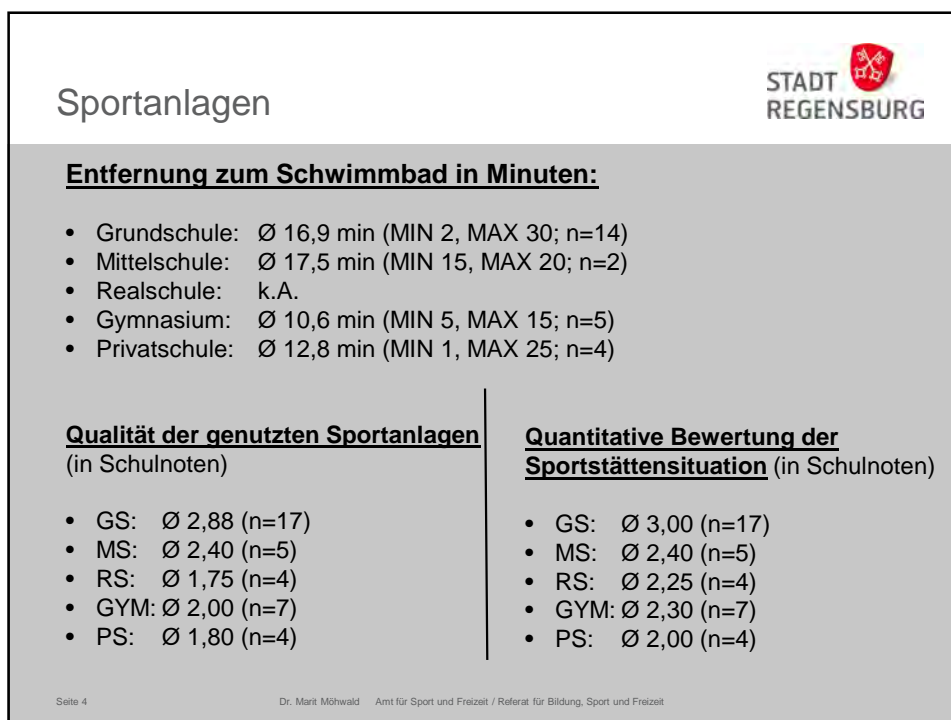 Sportanlagen
STADT
REGENSBURG
Entfernung zum Schwimmbad in Minuten:
• Grundschule: Ø 16,9 min (MIN 2, MAX 30; n=14)
• Mittelschule: Ø 17,5 min (MIN 15, MAX 20; n=2)
• Realschule: k.A.
• Gymnasium: Ø 10,6 min (MIN 5, MAX 15; n=5)
• Privatschule: Ø 12,8 min (MIN 1, MAX 25; n=4)
Qualität der genutzten Sportanlagen
(in Schulnoten)
• GS: Ø 2,88 (n=17)
• MS: Ø 2,40 (n=5)
• RS: Ø 1,75 (n=4)
• GYM: Ø 2,00 (n=7)
• PS: Ø 1,80 (n=4)
Quantitative Bewertung der
Sportstättensituation (in Schulnoten)
• GS: Ø 3,00 (n=17)
• MS: Ø 2,40 (n=5)
• RS: Ø 2,25 (n=4)
• GYM: Ø 2,30 (n=7)
• PS: Ø 2,00 (n=4)
Seite 4 Dr. Marit Möhwald Amt für Sport und Freizeit / Referat für Bildung, Sport und Freizeit